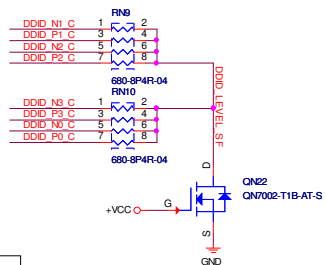 RN9
DDID_N1_C 1 2
DDID_P1_C 3 4
DDID_N2_C 5 6
DDID_P2_C 7 8
680-8P4R-04
RN10
DDID_N3_C 1 2
DDID_P3_C 3 4
DDID_N0_C 5 6
DDID_P0_C 7 8
680-8P4R-04
DDID_LEVEL_SF
D
QN22
QN7002-T1B-AT-S
+VCC
G
S
GND